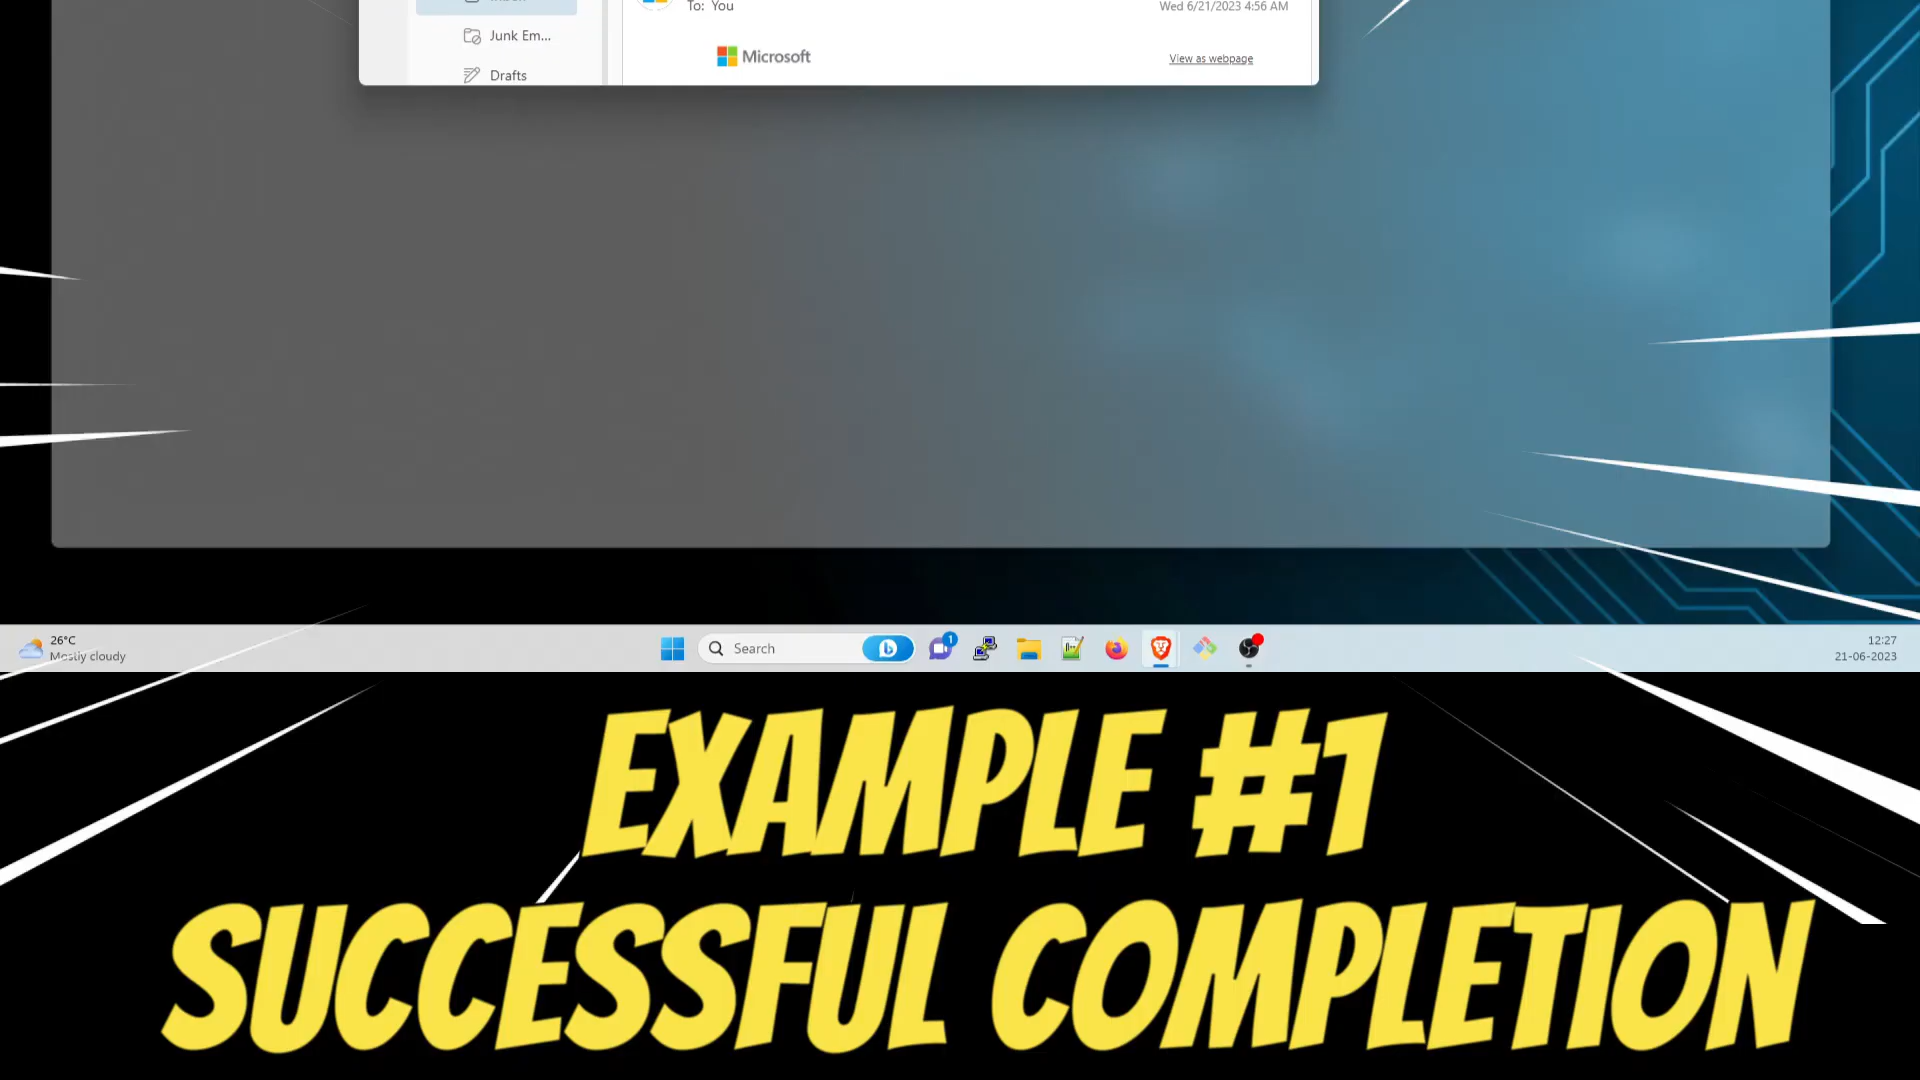 To: You
Wed 6/21/2023 4:56 AM
Junk Em...
Microsoft
View as webpage
Drafts
26°C
Mostly cloudy
Search
1
12:27
21-06-2023
EXAMPLE #1
SUCCESSFUL COMPLETION